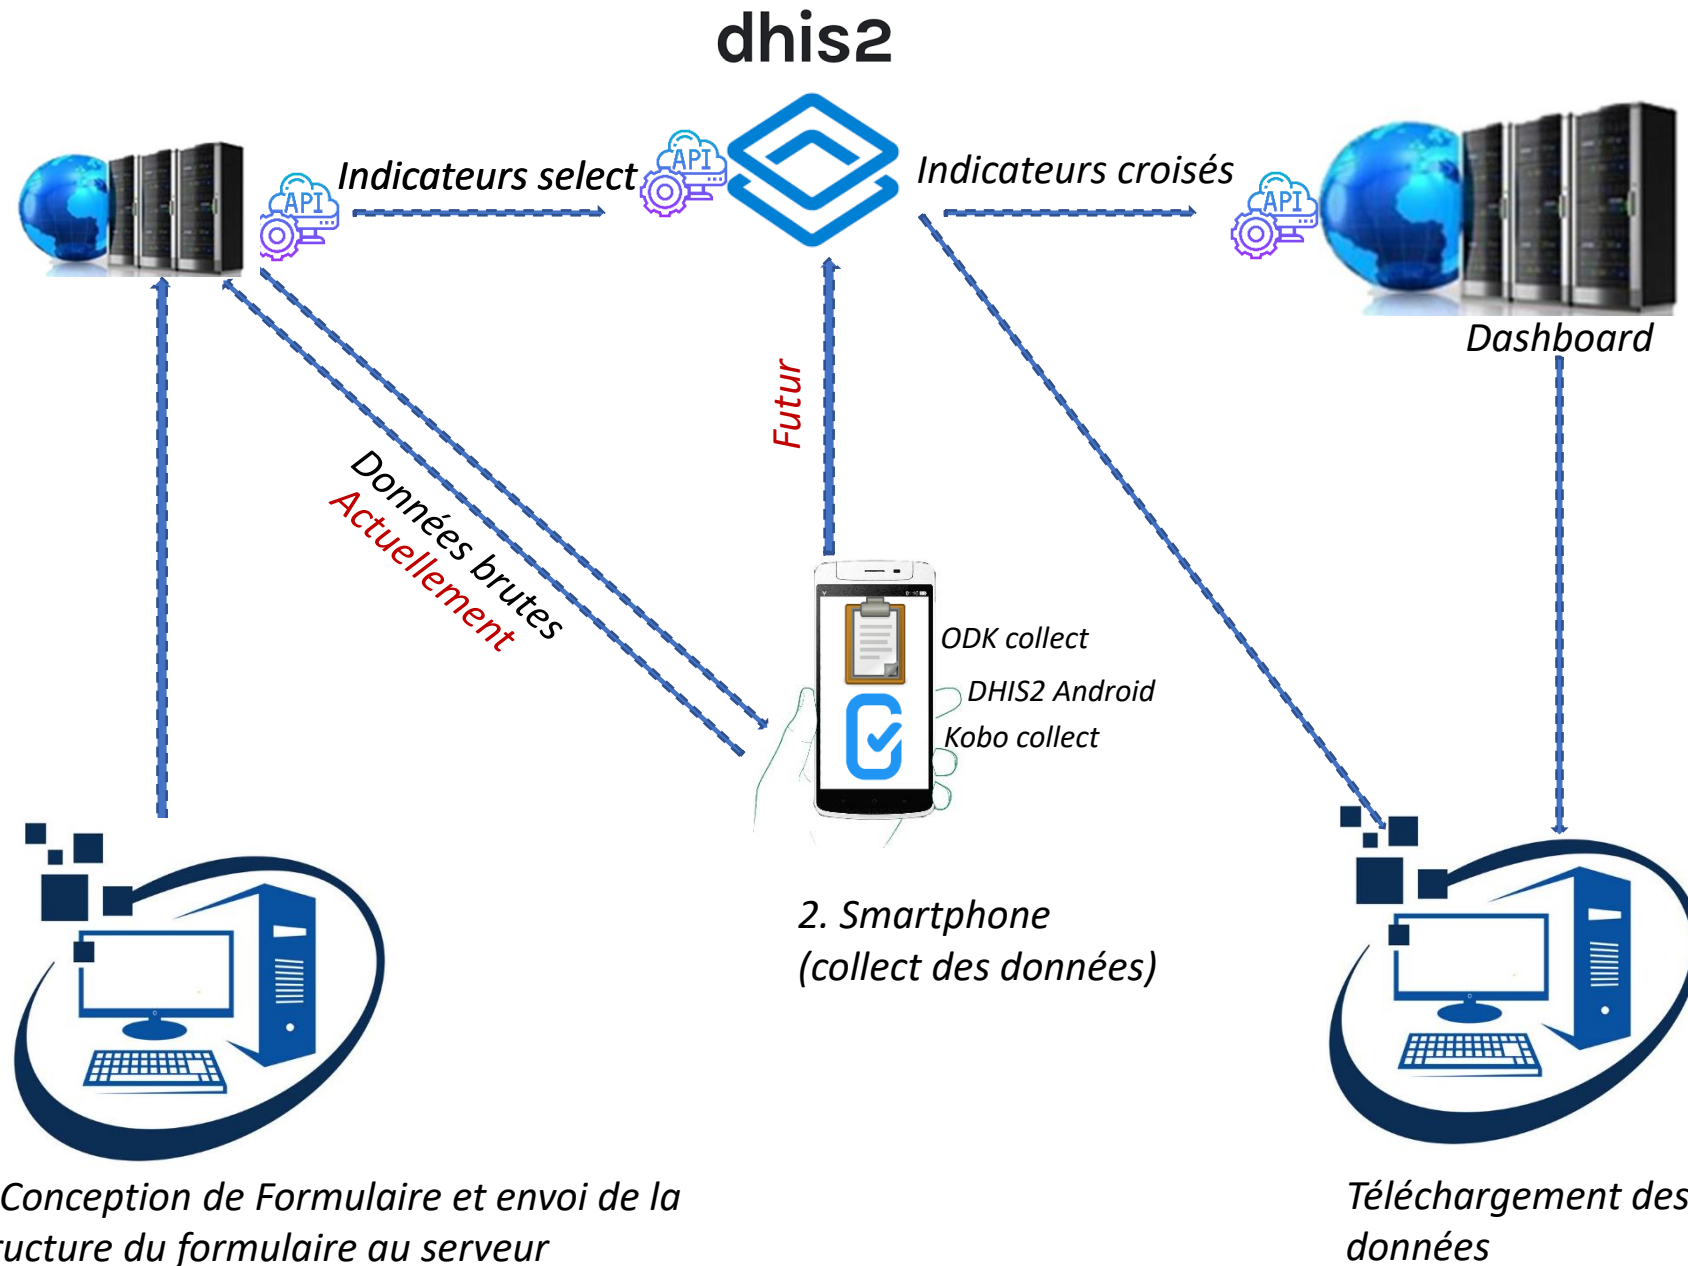 dhis2
API
Indicateurs select
API
Indicateurs croisés
API
Dashboard
Futur
Données brutes
Actuellement
ODK collect
DHIS2 Android
Kobo collect
2. Smartphone
(collect des données)
Conception de Formulaire et envoi de la
ructure du formulaire au serveur
Téléchargement des
données